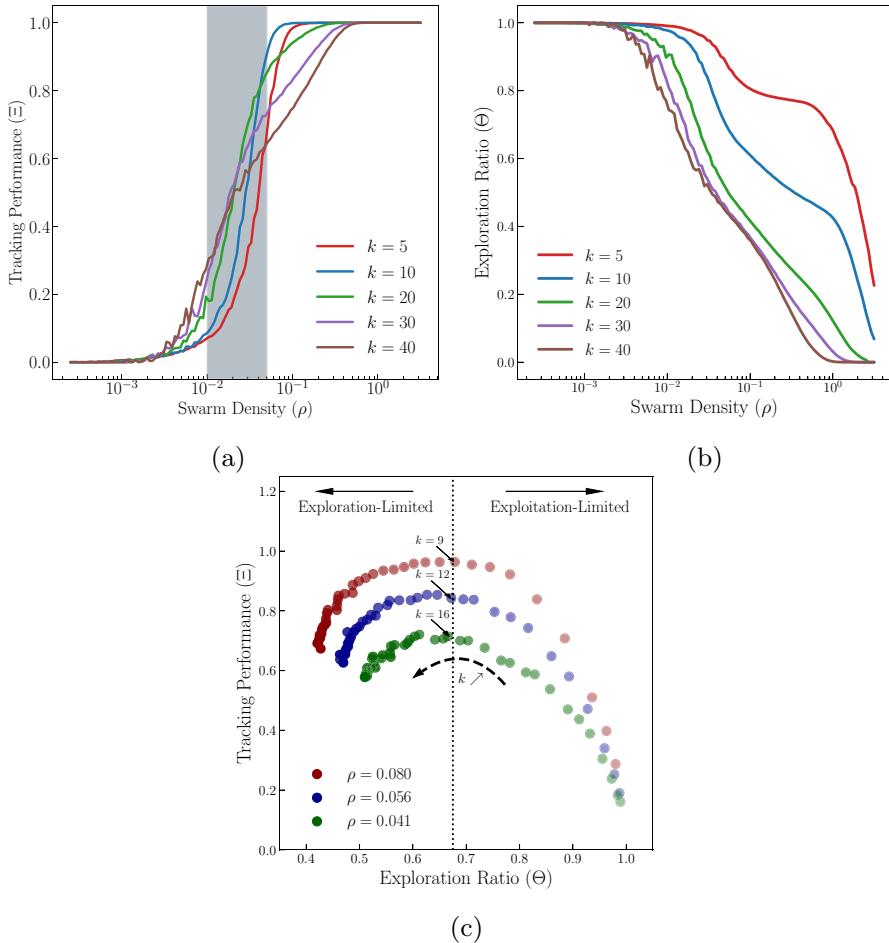 1.0
0.8
0.6
0.4
0.2
0.0
Tracking Performance (Ξ)
k = 5
k = 10
k = 20
k = 30
k = 40
10⁻³
10⁻²
10⁻¹
10⁰
Swarm Density (ρ)
(a)
1.0
0.8
0.6
0.4
0.2
0.0
Exploration Ratio (Θ)
k = 5
k = 10
k = 20
k = 30
k = 40
10⁻³
10⁻²
10⁻¹
10⁰
Swarm Density (ρ)
(b)
1.2
1.0
0.8
0.6
0.4
0.2
0.0
Tracking Performance (Ξ)
Exploration-Limited
Exploitation-Limited
k = 9
k = 12
k = 16
k ↗
ρ = 0.080
ρ = 0.056
ρ = 0.041
0.4
0.5
0.6
0.7
0.8
0.9
1.0
Exploration Ratio (Θ)
(c)